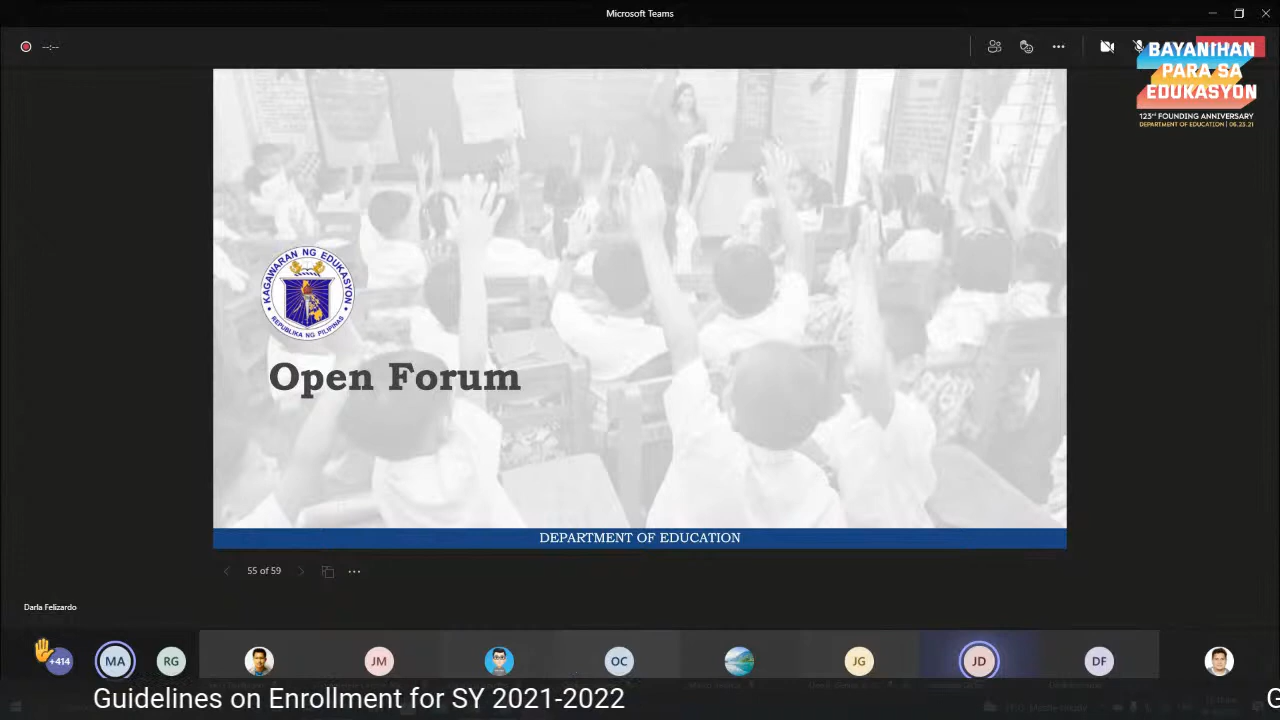 Microsoft Teams
--:--
BAYANIHAN
PARA SA
EDUKASYON
123rd FOUNDING ANNIVERSARY
DEPARTMENT OF EDUCATION | 06.23.21
KAGAWARAN NG EDUKASYON
REPUBLIKA NG PILIPINAS
Open Forum
DEPARTMENT OF EDUCATION
55 of 59
Darla Felizardo
+414
MA
RG
JM
OC
JG
JD
DF
Guidelines on Enrollment for SY 2021-2022
G